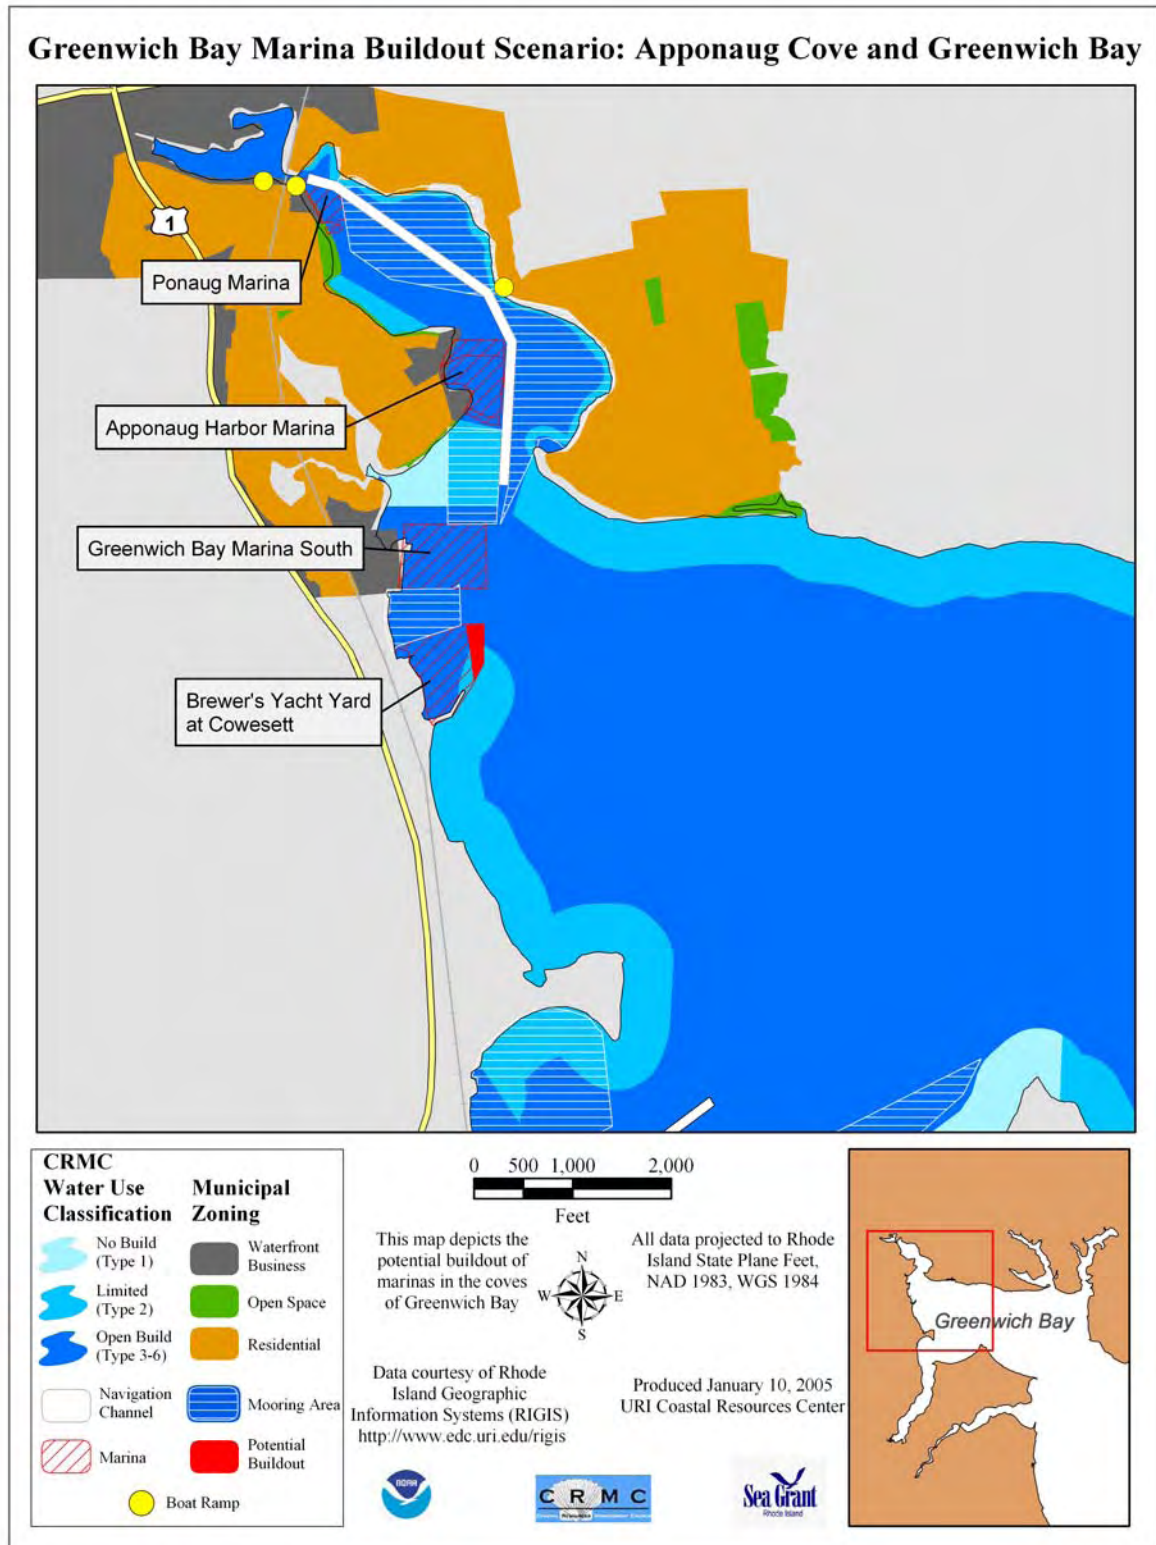 Greenwich Bay Marina Buildout Scenario: Apponaug Cove and Greenwich Bay
1
Ponaug Marina
Apponaug Harbor Marina
Greenwich Bay Marina South
Brewer's Yacht Yard
at Cowesett
CRMC
Water Use
Classification
No Build
(Type 1)
Limited
(Type 2)
Open Build
(Type 3-6)
Navigation
Channel
Marina
Boat Ramp
Municipal
Zoning
Waterfront
Business
Open Space
Residential
Mooring Area
Potential
Buildout
0 500 1,000 2,000
Feet
This map depicts the
potential buildout of
marinas in the coves
of Greenwich Bay
N
W E
S
All data projected to Rhode
Island State Plane Feet,
NAD 1983, WGS 1984
Data courtesy of Rhode
Island Geographic
Information Systems (RIGIS)
http://www.edc.uri.edu/rigis
Produced January 10, 2005
URI Coastal Resources Center
NOAA
C R M C
Sea Grant
Rhode Island
Greenwich Bay